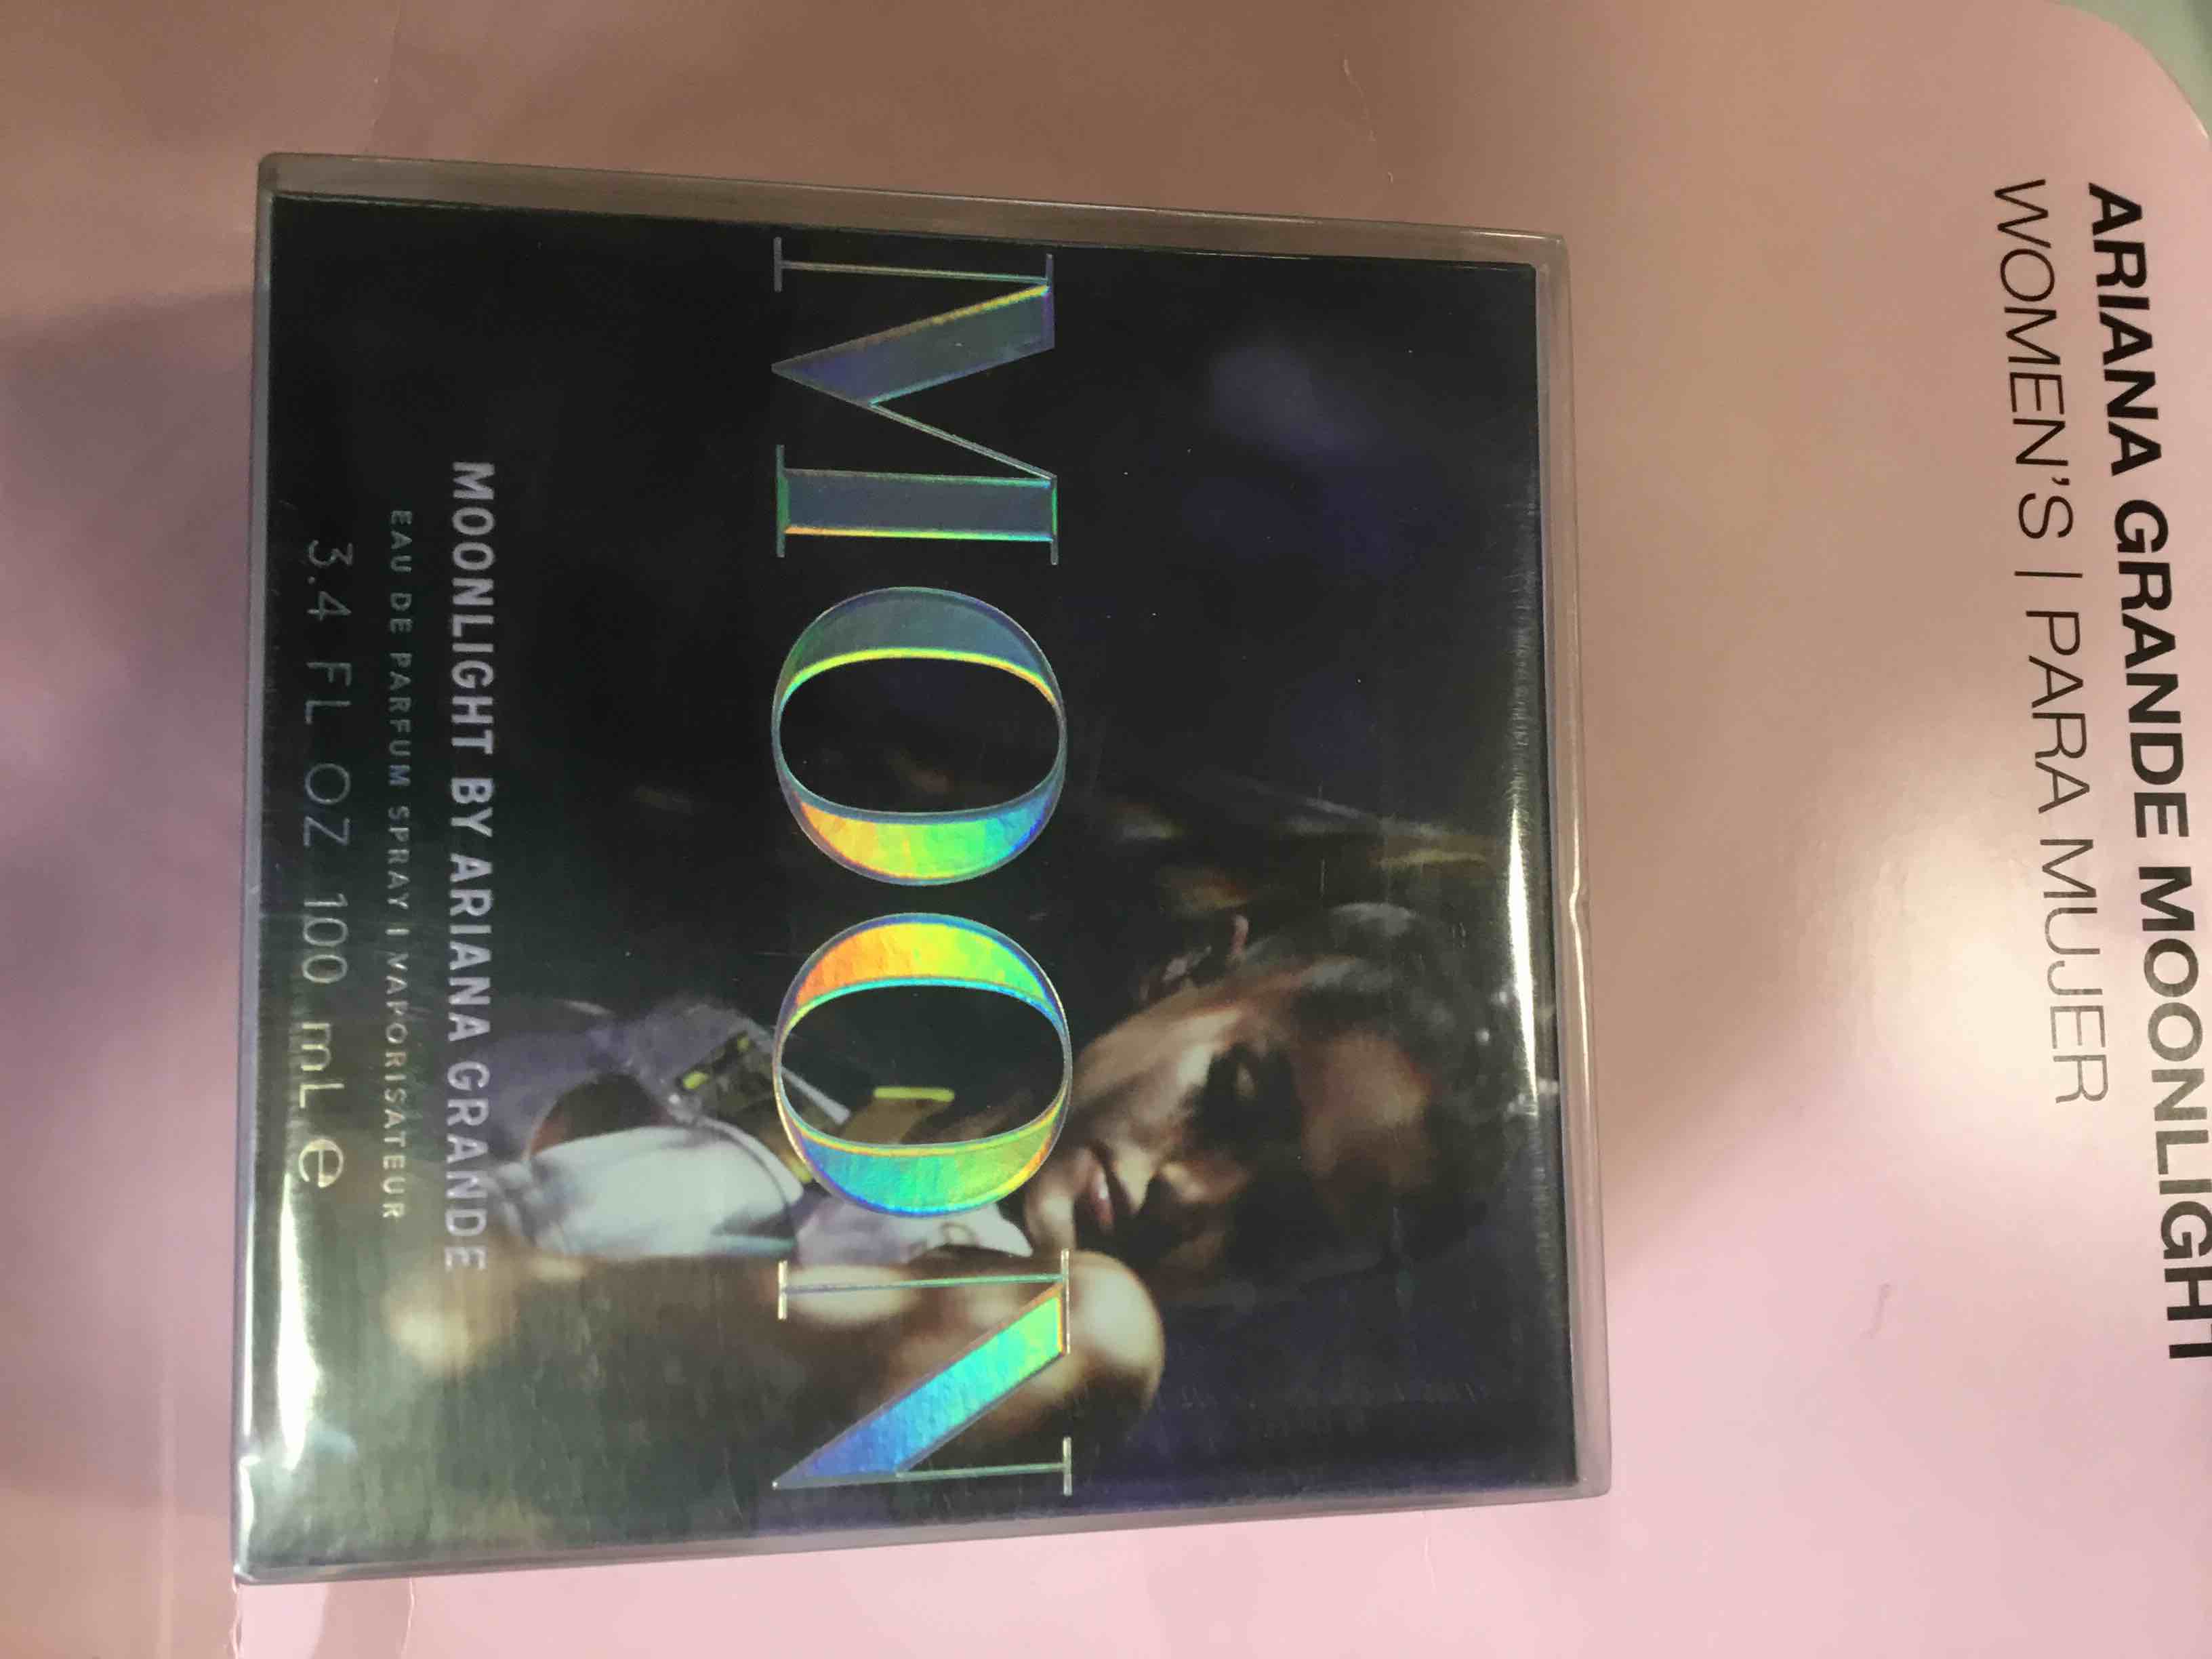 ARIANA GRANDE MOONLIGHT
WOMEN'S | PARA MUJER
MOON
MOONLIGHT BY ARIANA GRANDE
EAU DE PARFUM SPRAY | VAPORISATEUR
3.4 FL OZ 100 mL e